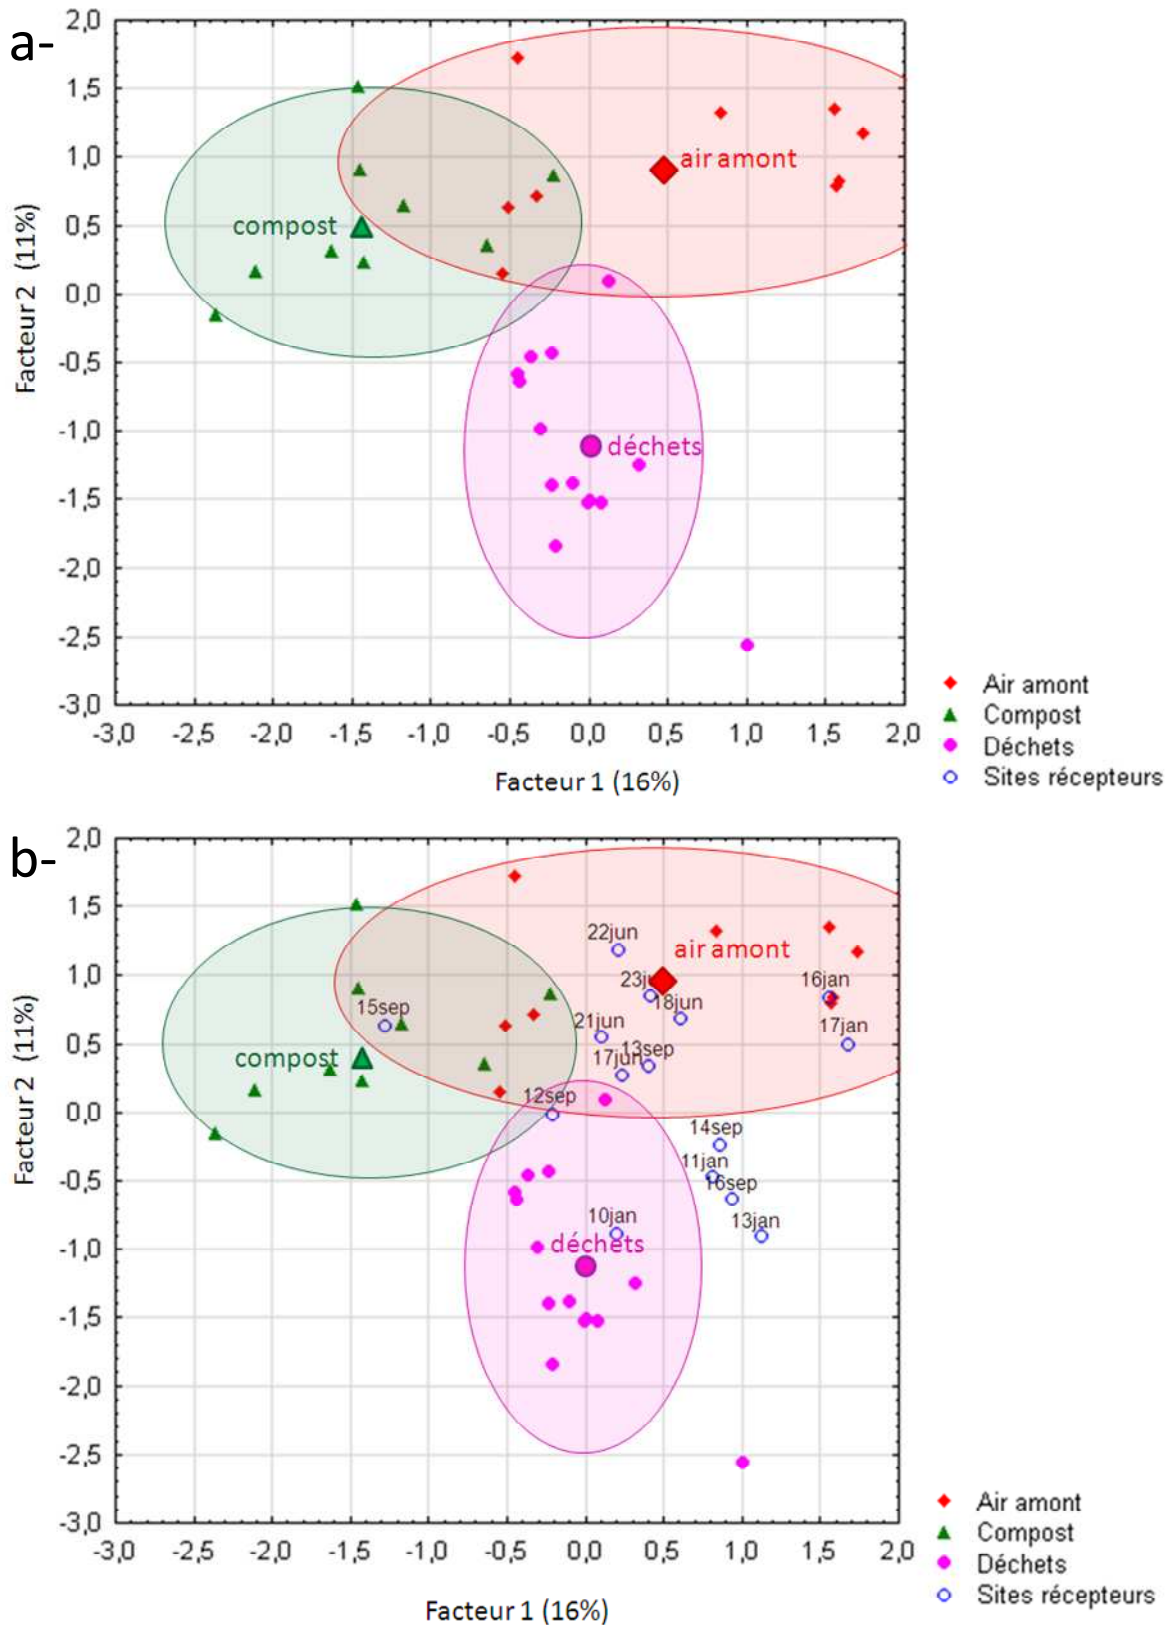 a-
2,0
1,5
1,0
0,5
0,0
-0,5
-1,0
-1,5
-2,0
-2,5
-3,0
Facteur 2 (11%)
air amont
compost
déchets
-3,0 -2,5 -2,0 -1,5 -1,0 -0,5 0,0 0,5 1,0 1,5 2,0
Facteur 1 (16%)
Air amont
Compost
Déchets
Sites récepteurs
b-
2,0
1,5
1,0
0,5
0,0
-0,5
-1,0
-1,5
-2,0
-2,5
-3,0
Facteur 2 (11%)
22jun
air amont
16jan
18jun
15sep
21jun
17jan
13sep
17jun
compost
12sep
14sep
11jan
16sep
10jan
13jan
déchets
-3,0 -2,5 -2,0 -1,5 -1,0 -0,5 0,0 0,5 1,0 1,5 2,0
Facteur 1 (16%)
Air amont
Compost
Déchets
Sites récepteurs